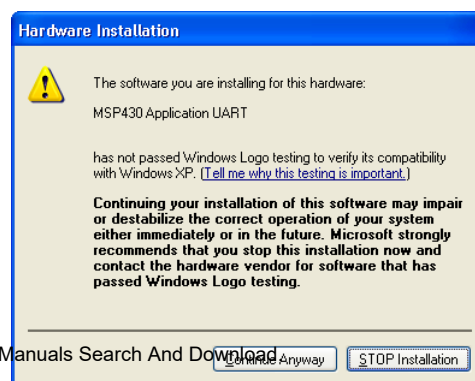 Hardware Installation
The software you are installing for this hardware:
MSP430 Application UART
has not passed Windows Logo testing to verify its compatibility
with Windows XP. (Tell me why this testing is important.)
Continuing your installation of this software may impair
or destabilize the correct operation of your system
either immediately or in the future. Microsoft strongly
recommends that you stop this installation now and
contact the hardware vendor for software that has
passed Windows Logo testing.
Continue Anyway
STOP Installation
Manuals Search And Download.